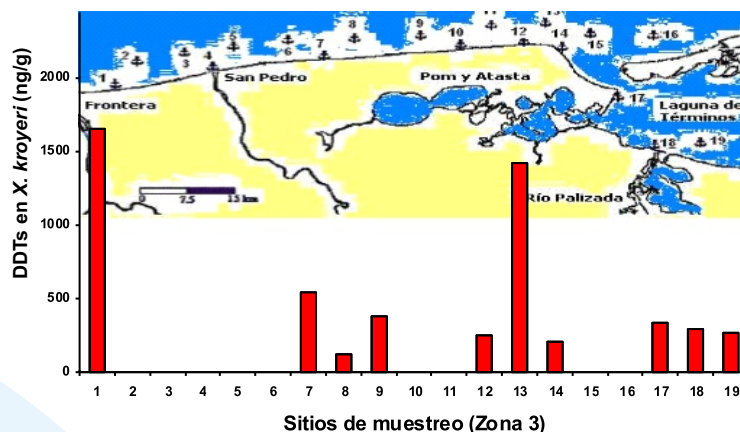 DDTs en X. kroyeri (ng/g)
2000
1500
1000
500
0
1
2
3
4
5
6
7
8
9
10
12
13
14
15
16
17
18
19
Frontera
San Pedro
Pom y Atasta
Laguna de
Términos
Río Palizada
0 7.5 15 km
1 2 3 4 5 6 7 8 9 10 11 12 13 14 15 16 17 18 19
Sitios de muestreo (Zona 3)